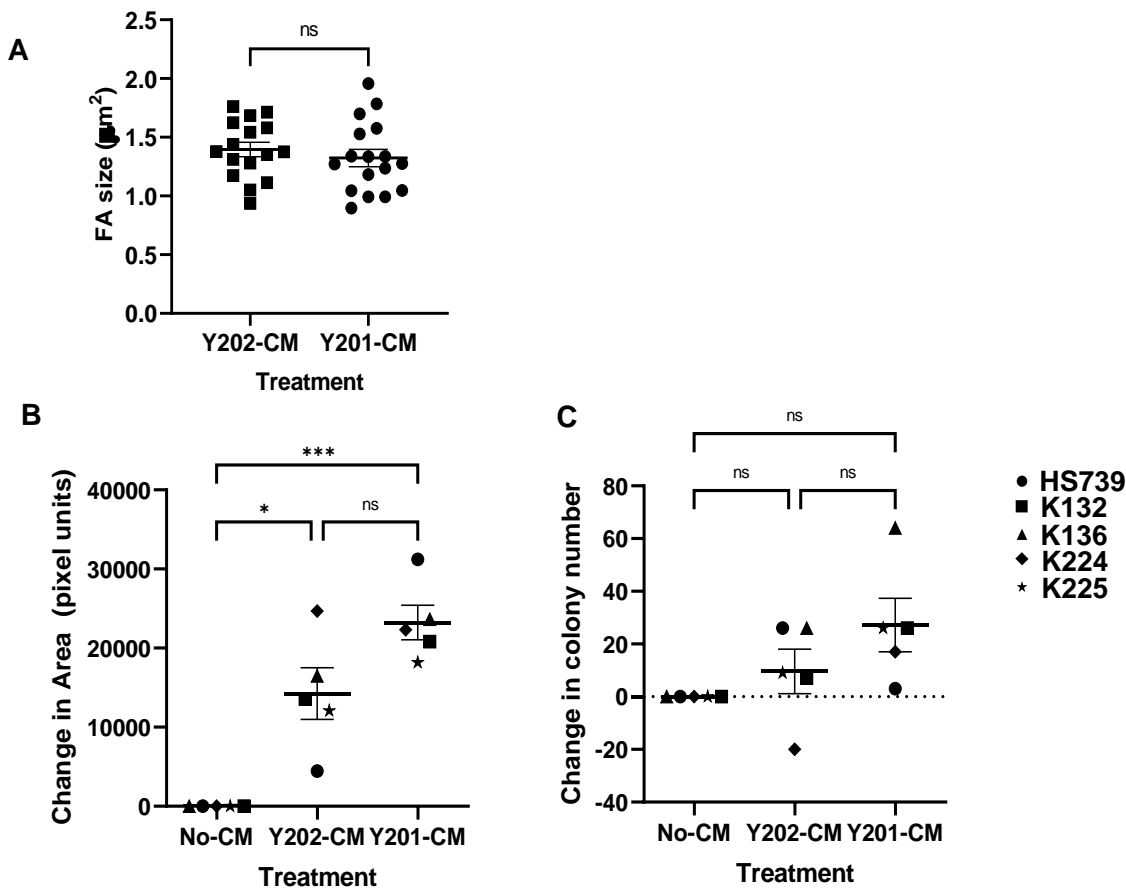 A
ns
FA size (μm²)
2.5
2.0
1.5
1.0
0.5
0.0
Y202-CM Y201-CM
Treatment
B
***
*
ns
Change in Area (pixel units)
40000
30000
20000
10000
0
No-CM Y202-CM Y201-CM
Treatment
C
ns
ns
ns
Change in colony number
80
60
40
20
0
-20
-40
No-CM Y202-CM Y201-CM
Treatment
HS739
K132
K136
K224
K225